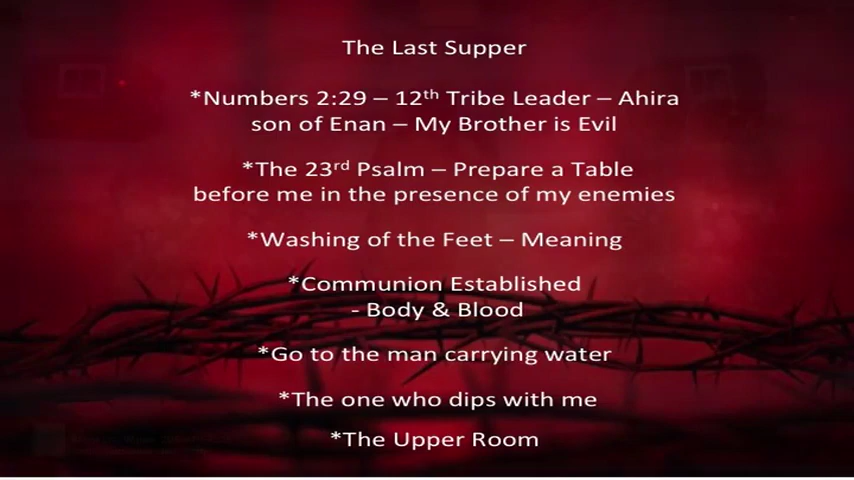 The Last Supper
*Numbers 2:29 – 12th Tribe Leader – Ahira
son of Enan – My Brother is Evil
*The 23rd Psalm – Prepare a Table
before me in the presence of my enemies
*Washing of the Feet – Meaning
*Communion Established
- Body & Blood
*Go to the man carrying water
*The one who dips with me
*The Upper Room